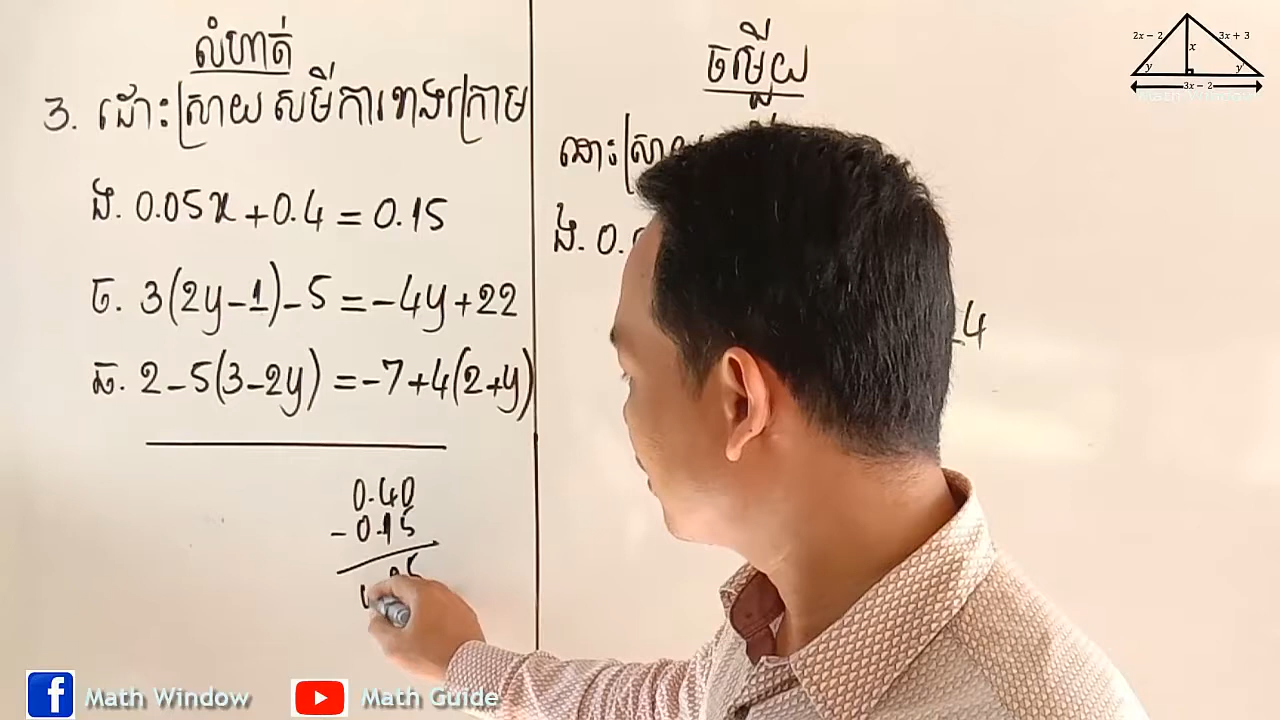 លំហាត់
3. ដោះស្រាយសមីការខាងក្រោម
ង. 0.05x + 0.4 = 0.15
ច. 3(2y - 1) - 5 = -4y + 22
ឆ. 2 - 5(3 - 2y) = -7 + 4(2 + y)
0.40
- 0.15
ចម្លើយ
ដោះស្រា
ង. 0.
4
2x - 2
3x + 3
x
y
y
3x - 2
Math Window
Math Guide